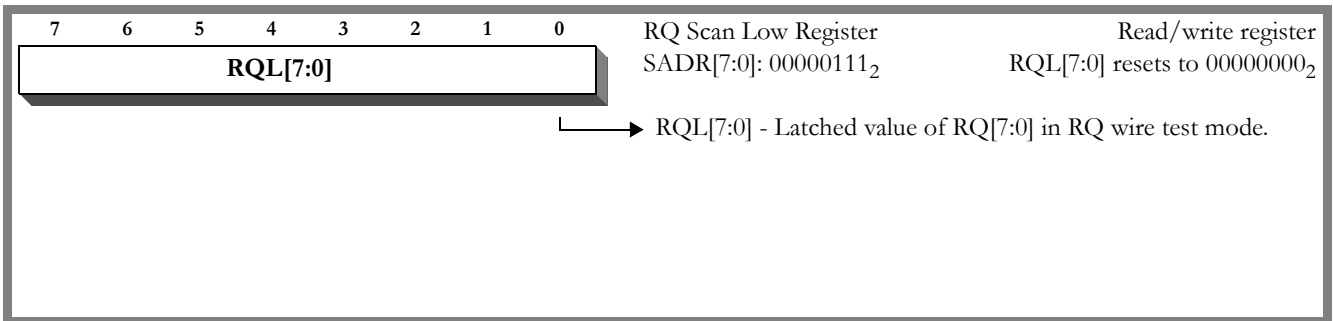 7 6 5 4 3 2 1 0
RQL[7:0]
RQ Scan Low Register
SADR[7:0]: 00000111₂
Read/write register
RQL[7:0] resets to 00000000₂
RQL[7:0] - Latched value of RQ[7:0] in RQ wire test mode.